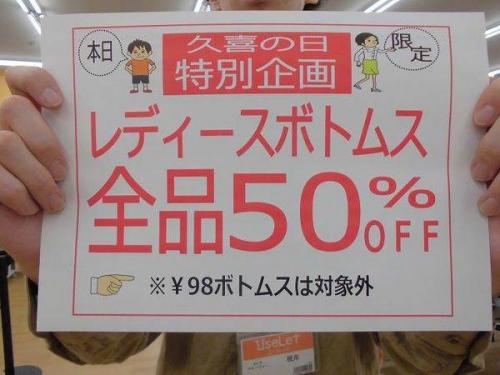 本日
久喜の日
特別企画
限定
レディースボトムス
全品50%OFF
※¥98ボトムスは対象外
UseLet